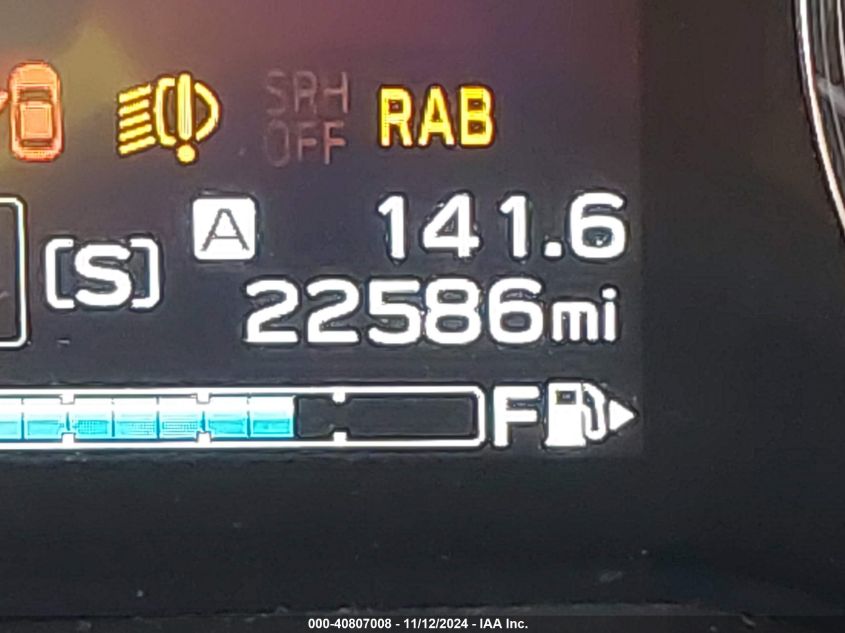 SRH RAB
OFF
A 141.6
[S]
22586mi
F
000-40807008 - 11/12/2024 - IAA Inc.